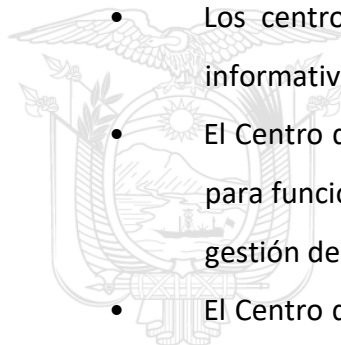 • Los centro
informativ
• El Centro d
para funcio
gestión de
• El Centro d